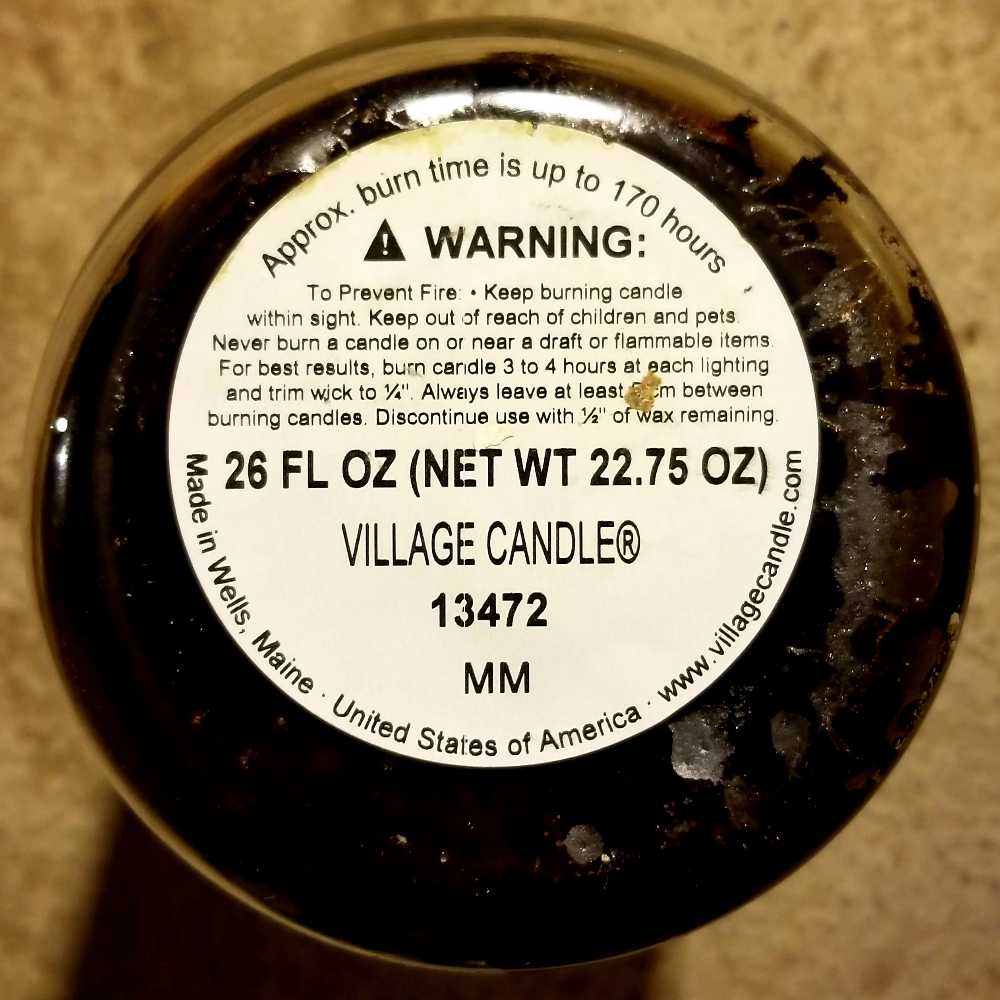 Approx. burn time is up to 170 hours
WARNING:
To Prevent Fire: • Keep burning candle
within sight. Keep out of reach of children and pets.
Never burn a candle on or near a draft or flammable items.
For best results, burn candle 3 to 4 hours at each lighting
and trim wick to ¼". Always leave at least cm between
burning candles. Discontinue use with ½" of wax remaining.
26 FL OZ (NET WT 22.75 OZ)
VILLAGE CANDLE®
13472
MM
Made in Wells, Maine · United States of America · www.villagecandle.com